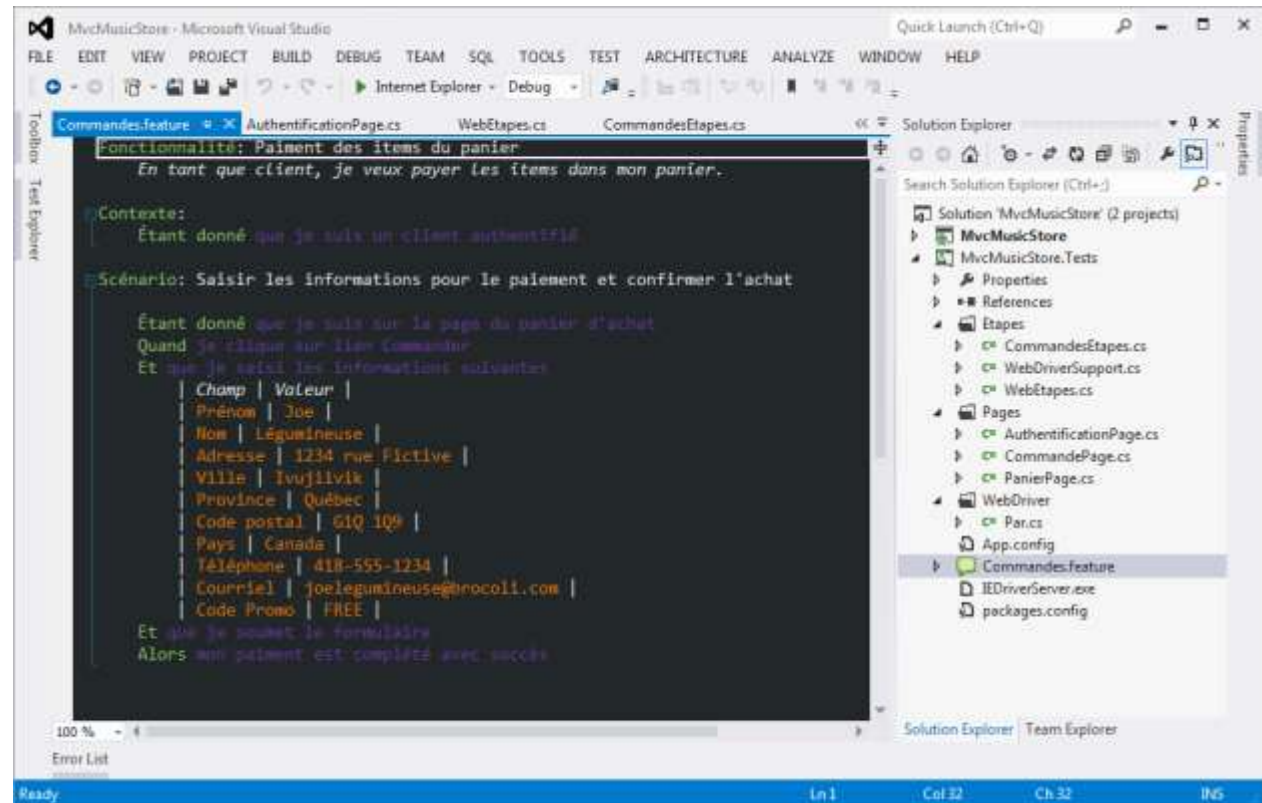 MvcMusicStore - Microsoft Visual Studio
Quick Launch (Ctrl+Q)
FILE EDIT VIEW PROJECT BUILD DEBUG TEAM SQL TOOLS TEST ARCHITECTURE ANALYZE WINDOW HELP
Internet Explorer Debug
Toolbox
Test Explorer
Commandes.feature AuthentificationPage.cs WebEtapes.cs CommandesEtapes.cs
Fonctionnalité: Paiment des items du panier
En tant que client, je veux payer les items dans mon panier.
Contexte:
Étant donné que je suis un client authentifié
Scénario: Saisir les informations pour le paiement et confirmer l'achat
Étant donné que je suis sur la page du panier d'achat
Quand je clique sur lien Commander
Et que je saisi les informations suivantes
| Champ | Valeur |
| Prénom | Joe |
| Nom | Légumineuse |
| Adresse | 1234 rue Fictive |
| Ville | Ivujivik |
| Province | Québec |
| Code postal | G1Q 1Q9 |
| Pays | Canada |
| Téléphone | 418-555-1234 |
| Courriel | joelegumineuse@brocoli.com |
| Code Promo | FREE |
Et que je soumet le formulaire
Alors mon paiment est complété avec succès
100 %
Error List
Solution Explorer
Search Solution Explorer (Ctrl+;)
Solution 'MvcMusicStore' (2 projects)
MvcMusicStore
MvcMusicStore.Tests
Properties
References
Etapes
C# CommandesEtapes.cs
C# WebDriverSupport.cs
C# WebEtapes.cs
Pages
C# AuthentificationPage.cs
C# CommandePage.cs
C# PanierPage.cs
WebDriver
C# Par.cs
App.config
Commandes.feature
IEDriverServer.exe
packages.config
Solution Explorer Team Explorer
Properties
Ready Ln 1 Col 32 Ch 32 INS